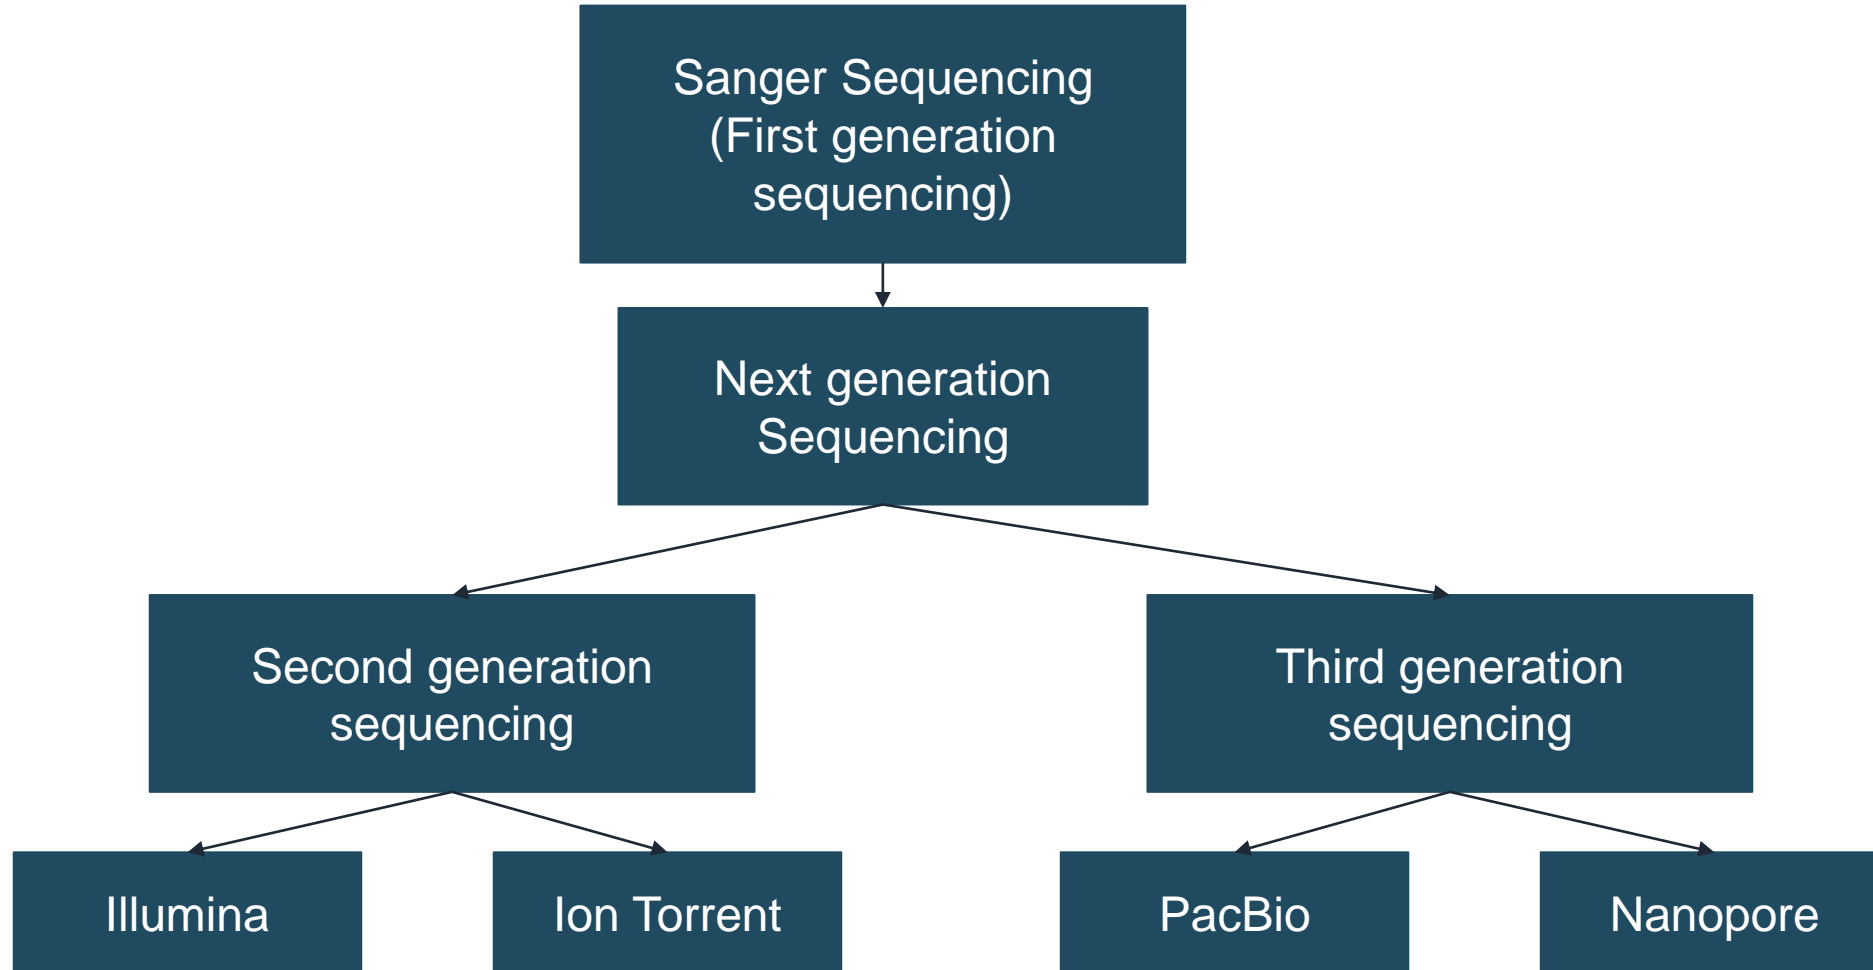 Sanger Sequencing
(First generation
sequencing)
Next generation
Sequencing
Second generation
sequencing
Third generation
sequencing
Illumina
Ion Torrent
PacBio
Nanopore